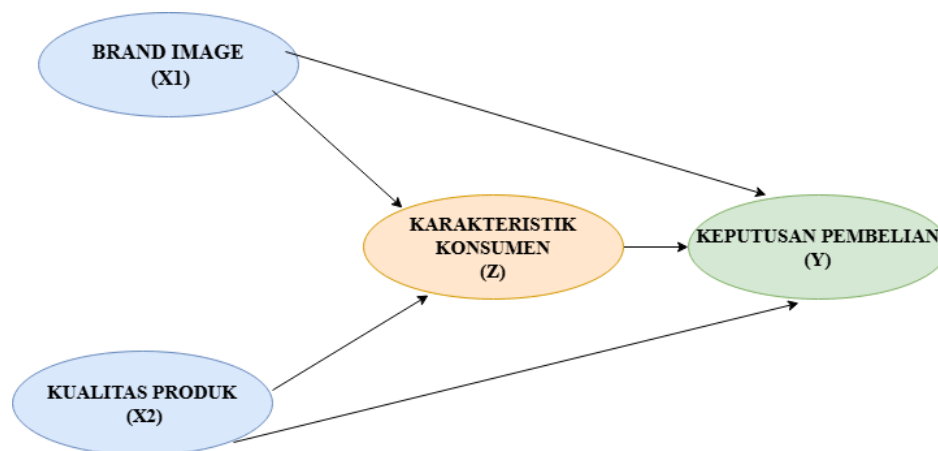 BRAND IMAGE
(X1)
KARAKTERISTIK
KONSUMEN
(Z)
KEPUTUSAN PEMBELIAN
(Y)
KUALITAS PRODUK
(X2)